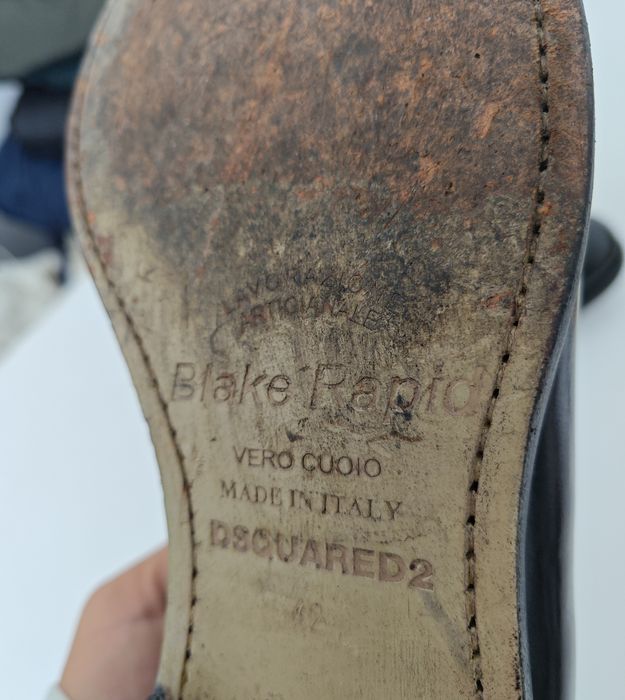 LAVORAZIONE
ARTIGIANALE
Blake Rapid
VERO CUOIO
MADE IN ITALY
DSQUARED2
42